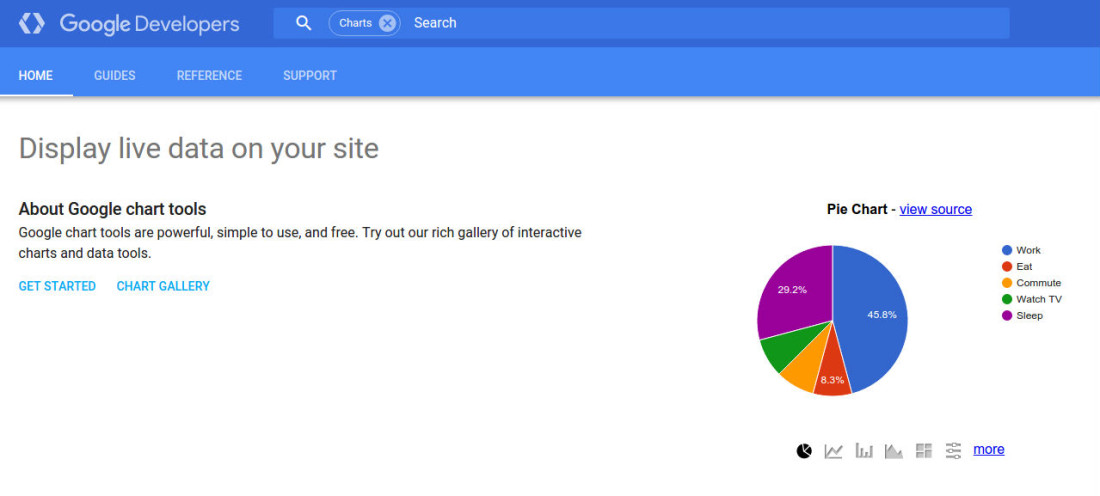 Google Developers
Charts
Search
HOME
GUIDES
REFERENCE
SUPPORT
Display live data on your site
About Google chart tools
Google chart tools are powerful, simple to use, and free. Try out our rich gallery of interactive
charts and data tools.
GET STARTED
CHART GALLERY
Pie Chart - view source
29.2%
45.8%
8.3%
Work
Eat
Commute
Watch TV
Sleep
more